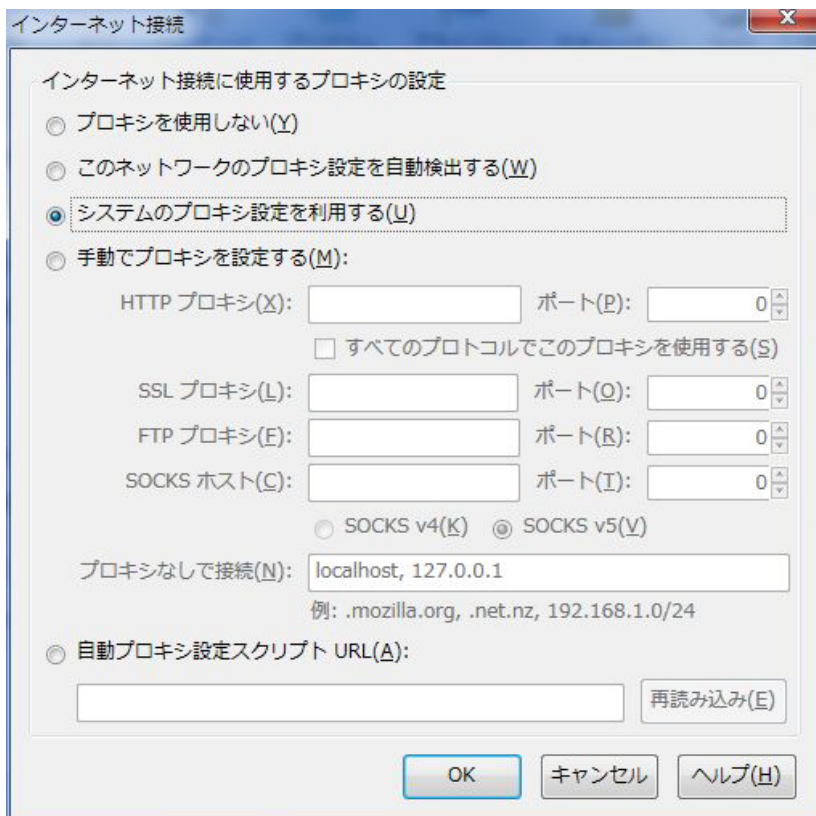 インターネット接続
インターネット接続に使用するプロキシの設定
プロキシを使用しない(Y)
このネットワークのプロキシ設定を自動検出する(W)
システムのプロキシ設定を利用する(U)
手動でプロキシを設定する(M):
HTTP プロキシ(X): ポート(P): 0
すべてのプロトコルでこのプロキシを使用する(S)
SSL プロキシ(L): ポート(O): 0
FTP プロキシ(F): ポート(R): 0
SOCKS ホスト(C): ポート(T): 0
SOCKS v4(K) SOCKS v5(V)
プロキシなしで接続(N): localhost, 127.0.0.1
例: .mozilla.org, .net.nz, 192.168.1.0/24
自動プロキシ設定スクリプト URL(A):
再読み込み(E)
OK キャンセル ヘルプ(H)